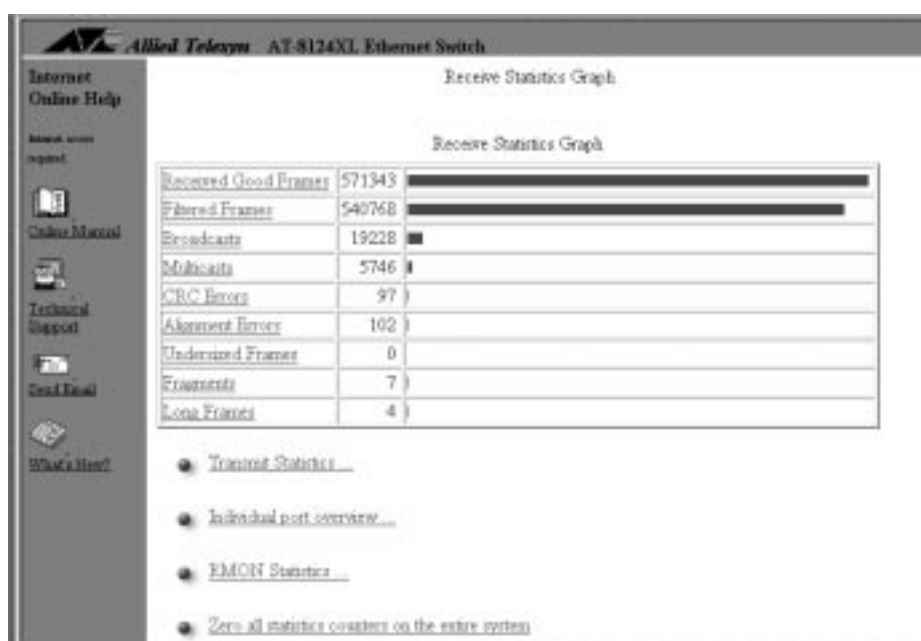 Allied Telesyn AT-8124XL Ethernet Switch
Internet
Online Help
Internet access
required.
Online Manual
Technical
Support
Send Email
What's New?
Receive Statistics Graph
Receive Statistics Graph
Received Good Frames 571343
Filtered Frames 540768
Broadcasts 19228
Multicasts 5746
CRC Errors 97
Alignment Errors 102
Undersized Frames 0
Fragments 7
Long Frames 4
Transmit Statistics ...
Individual port overview ...
RMON Statistics ...
Zero all statistics counters on the entire system